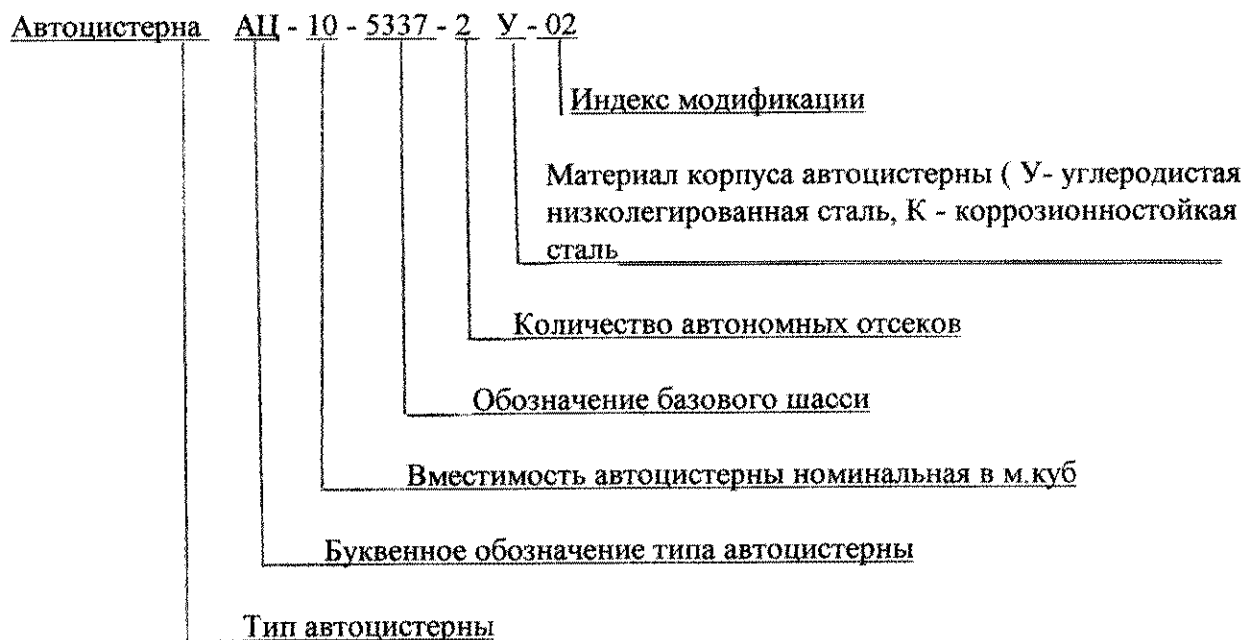 Автоцистерна АЦ - 10 - 5337 - 2 У - 02
Индекс модификации
Материал корпуса автоцистерны ( У- углеродистая
низколегированная сталь, К - коррозионностойкая
сталь
Количество автономных отсеков
Обозначение базового шасси
Вместимость автоцистерны номинальная в м.куб
Буквенное обозначение типа автоцистерны
Тип автоцистерны